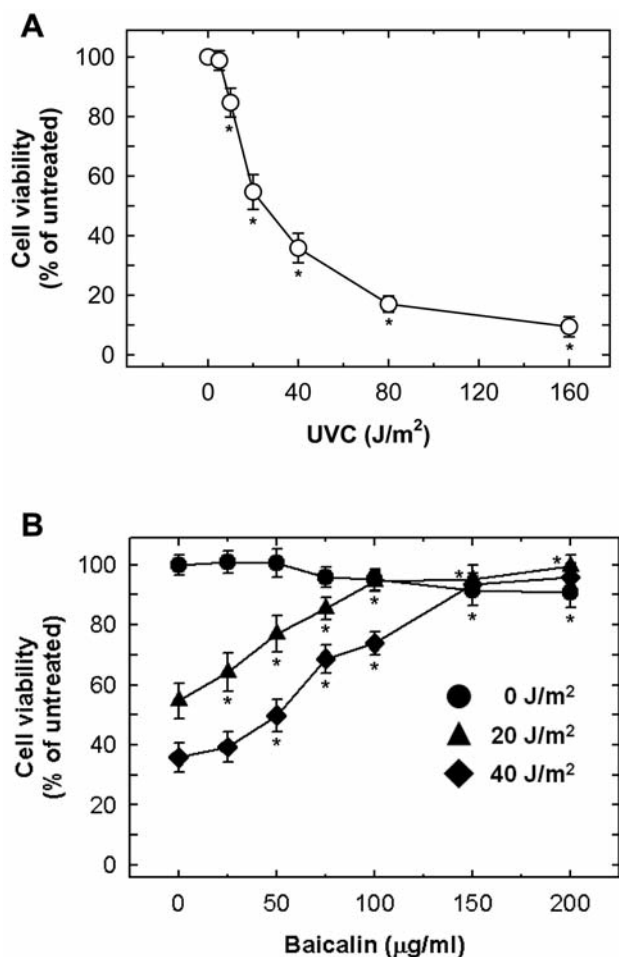 A
100
80
60
40
20
0
Cell viability
(% of untreated)
0 40 80 120 160
UVC (J/m²)
B
100
80
60
40
80
0
Cell viability
(% of untreated)
0 J/m²
20 J/m²
40 J/m²
0 50 100 150 200
Baicalin (μg/ml)